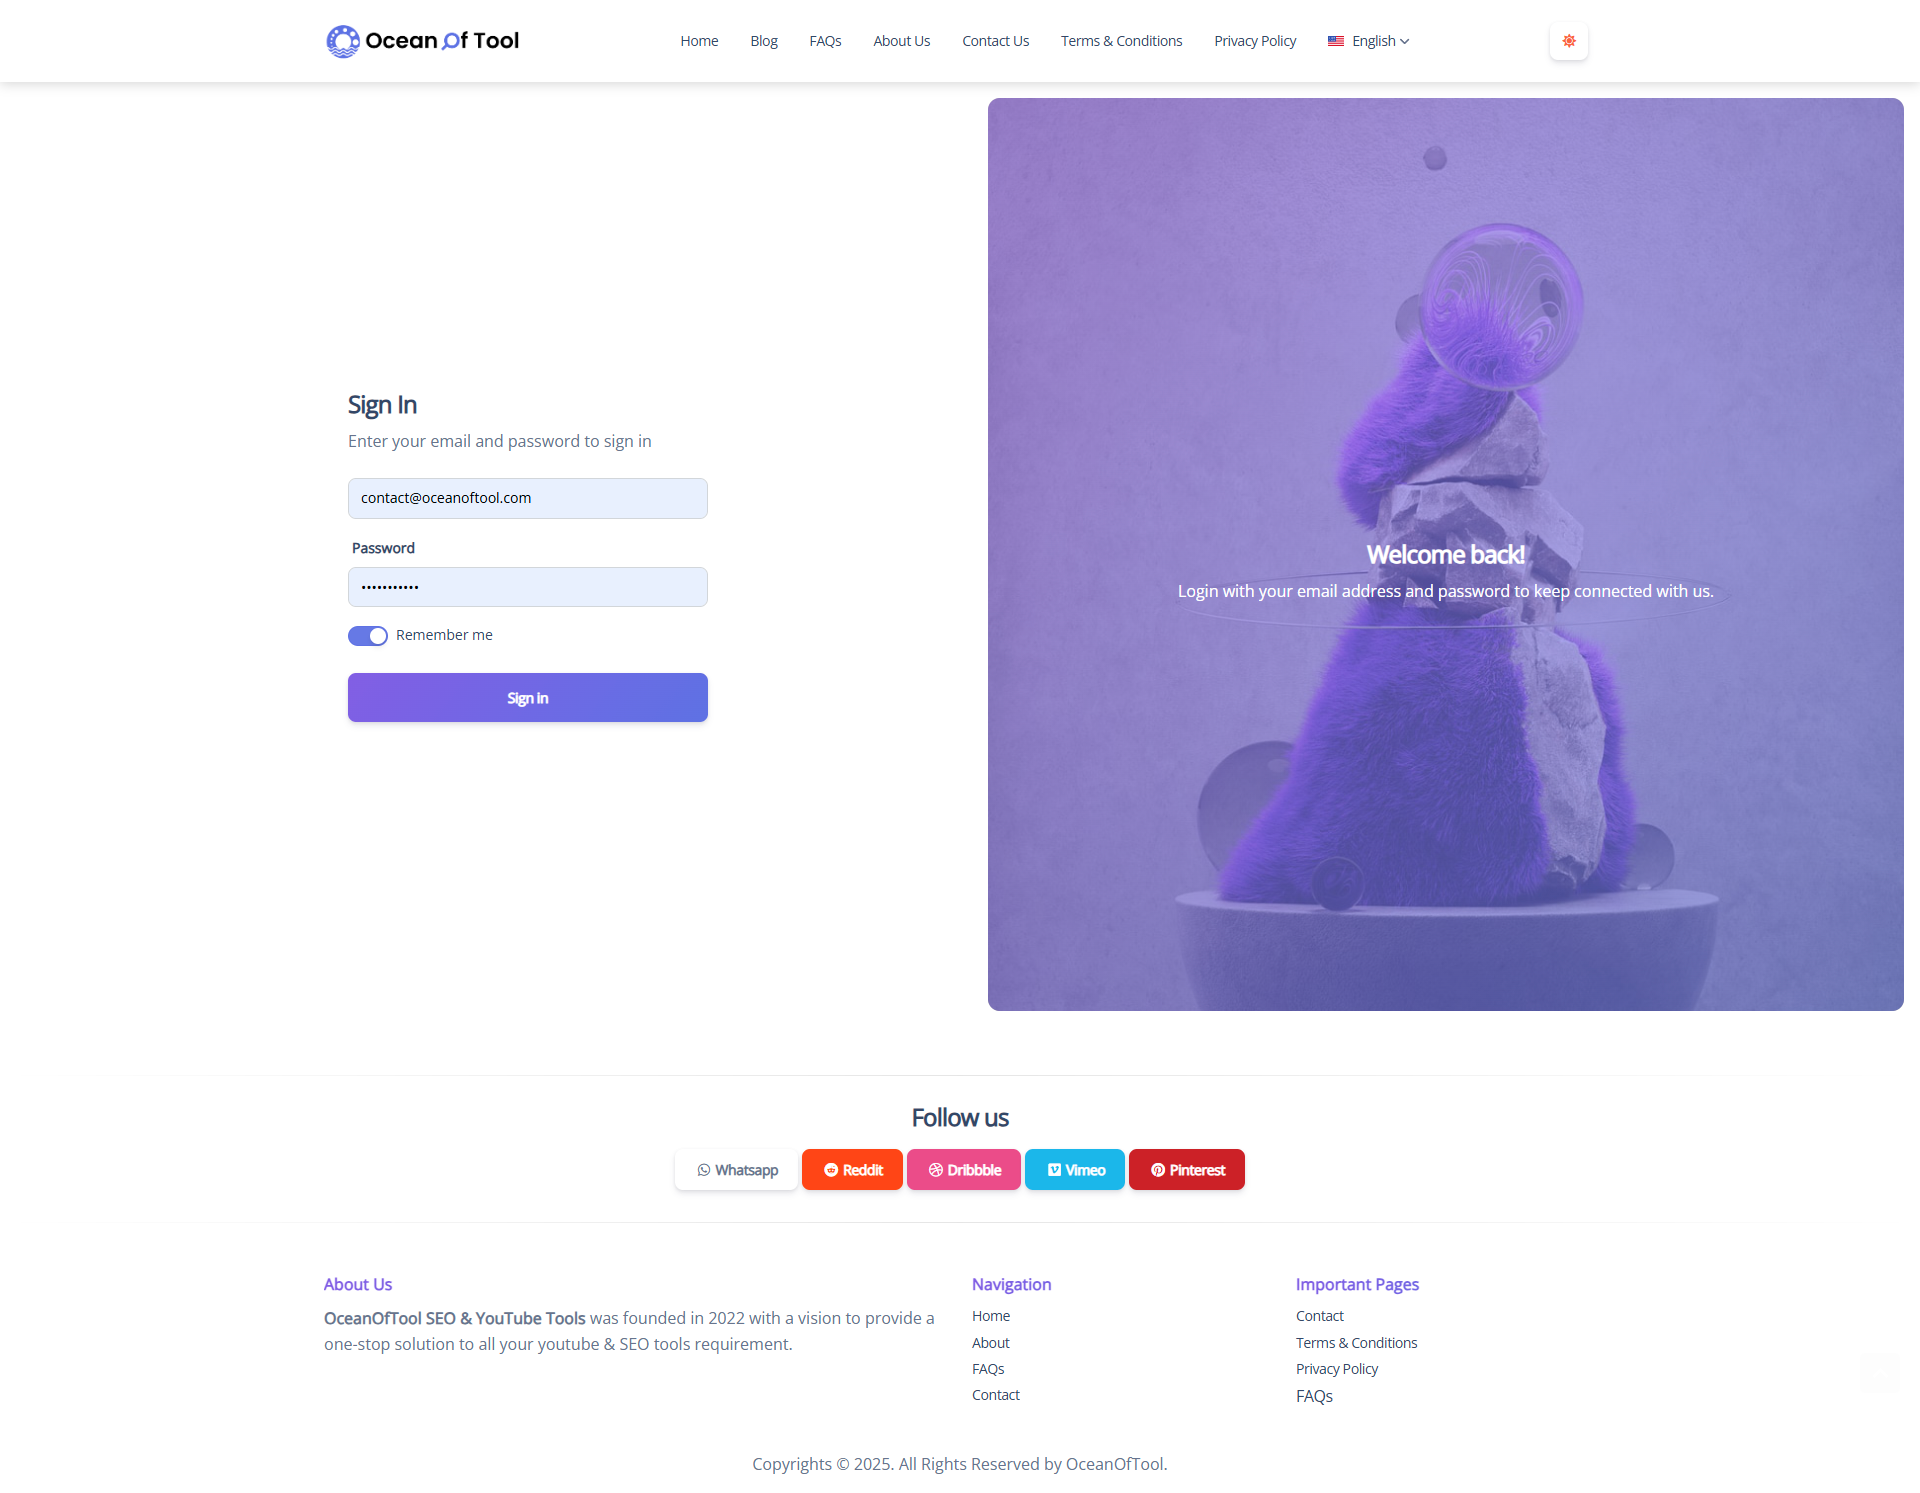 Ocean Of Tool
Home Blog FAQs About Us Contact Us Terms & Conditions Privacy Policy English
Sign In
Enter your email and password to sign in
contact@oceanoftool.com
Password
•••••••••••
Remember me
Sign in
Welcome back!
Login with your email address and password to keep connected with us.
Follow us
Whatsapp Reddit Dribbble Vimeo Pinterest
About Us
OceanOfTool SEO & YouTube Tools was founded in 2022 with a vision to provide a
one-stop solution to all your youtube & SEO tools requirement.
Navigation
Home
About
FAQs
Contact
Important Pages
Contact
Terms & Conditions
Privacy Policy
FAQs
Copyrights © 2025. All Rights Reserved by OceanOfTool.